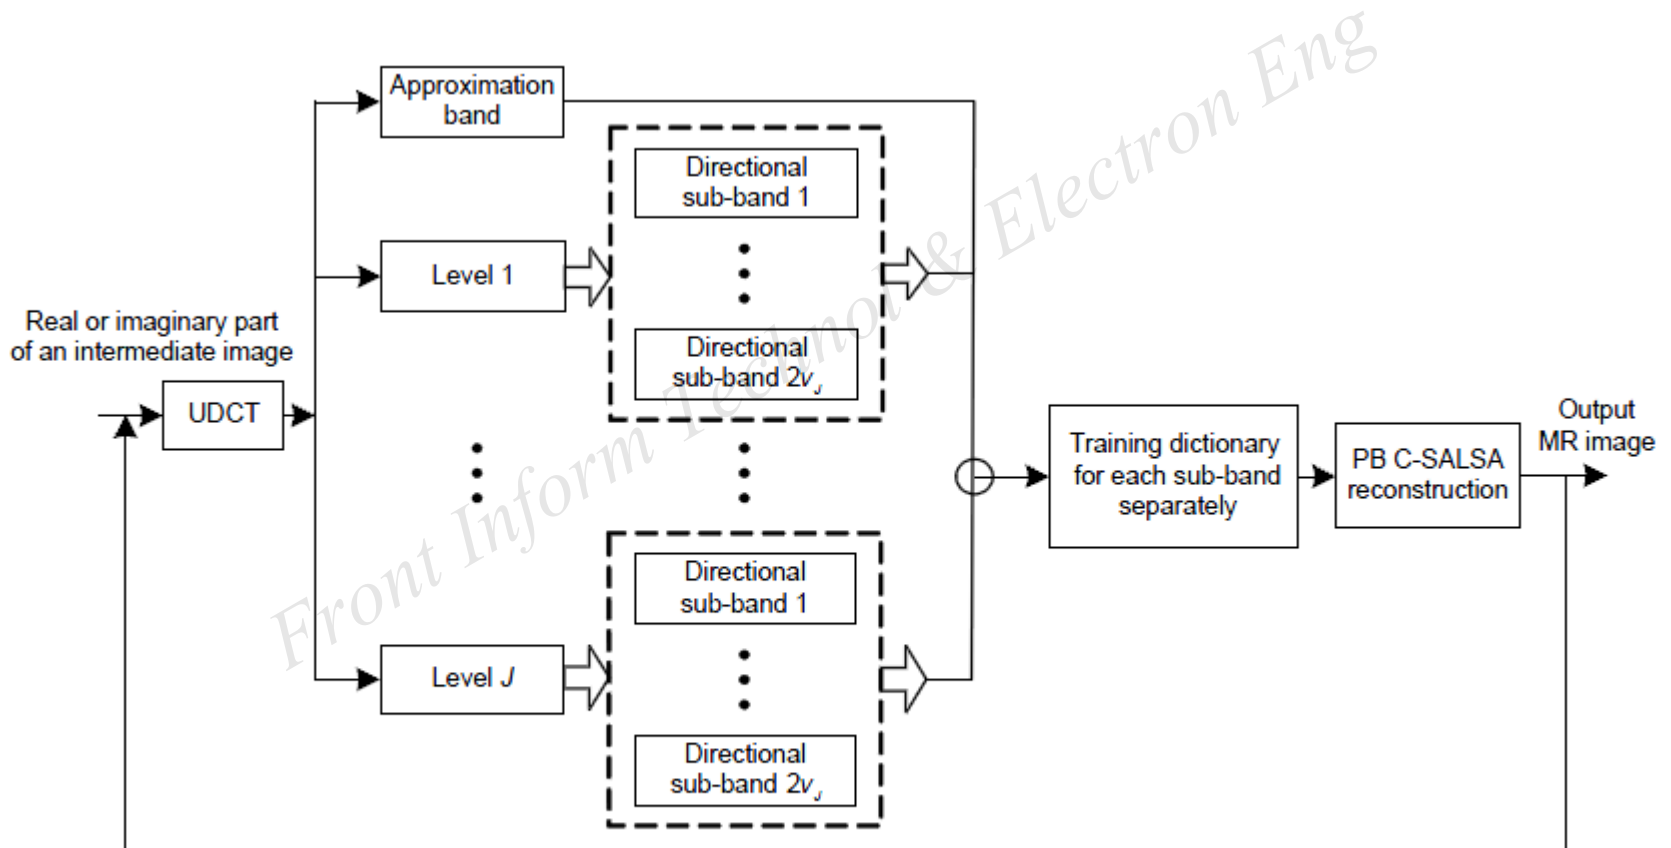 Approximation
band
Directional
sub-band 1
Level 1
Directional
sub-band 2v_J
Real or imaginary part
of an intermediate image
UDCT
Training dictionary
for each sub-band
separately
PB C-SALSA
reconstruction
Output
MR image
Directional
sub-band 1
Level J
Directional
sub-band 2v_J
Front Inform Technol & Electron Eng